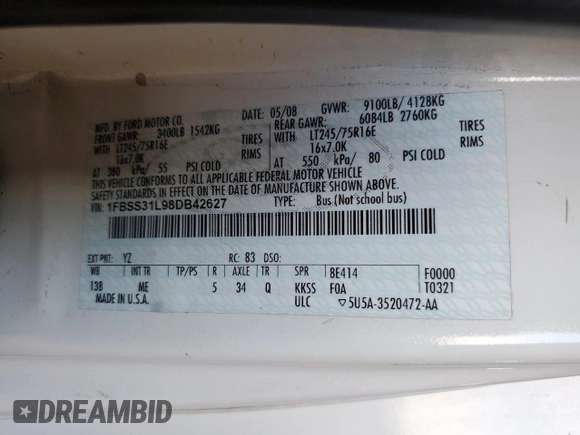 MFD. BY FORD MOTOR CO.
FRONT GAWR: 3400LB 1542KG
WITH LT245/75R16E TIRES
16x7.0K RIMS
AT 380 kPa/ 55 PSI COLD
05/08 GVWR: 9100LB/ 4128KG
REAR GAWR: 6084LB 2760KG
WITH LT245/75R16E TIRES
16x7.0K RIMS
AT 550 kPa/ 80 PSI COLD
THIS VEHICLE CONFORMS TO ALL APPLICABLE FEDERAL MOTOR VEHICLE
SAFETY STANDARDS IN EFFECT ON THE DATE OF MANUFACTURE SHOWN ABOVE.
VIN: 1FBSS31L98DB42627 TYPE: Bus(Not school bus)
EXT PNT: YZ RC: 83 DSO:
WB INT TR TP/PS R AXLE TR SPR 8E414 F0000
138 ME 5 34 Q KKSS F0A T0321
MADE IN U.S.A. ULC ▽5U5A-3520472-AA
DREAMBID